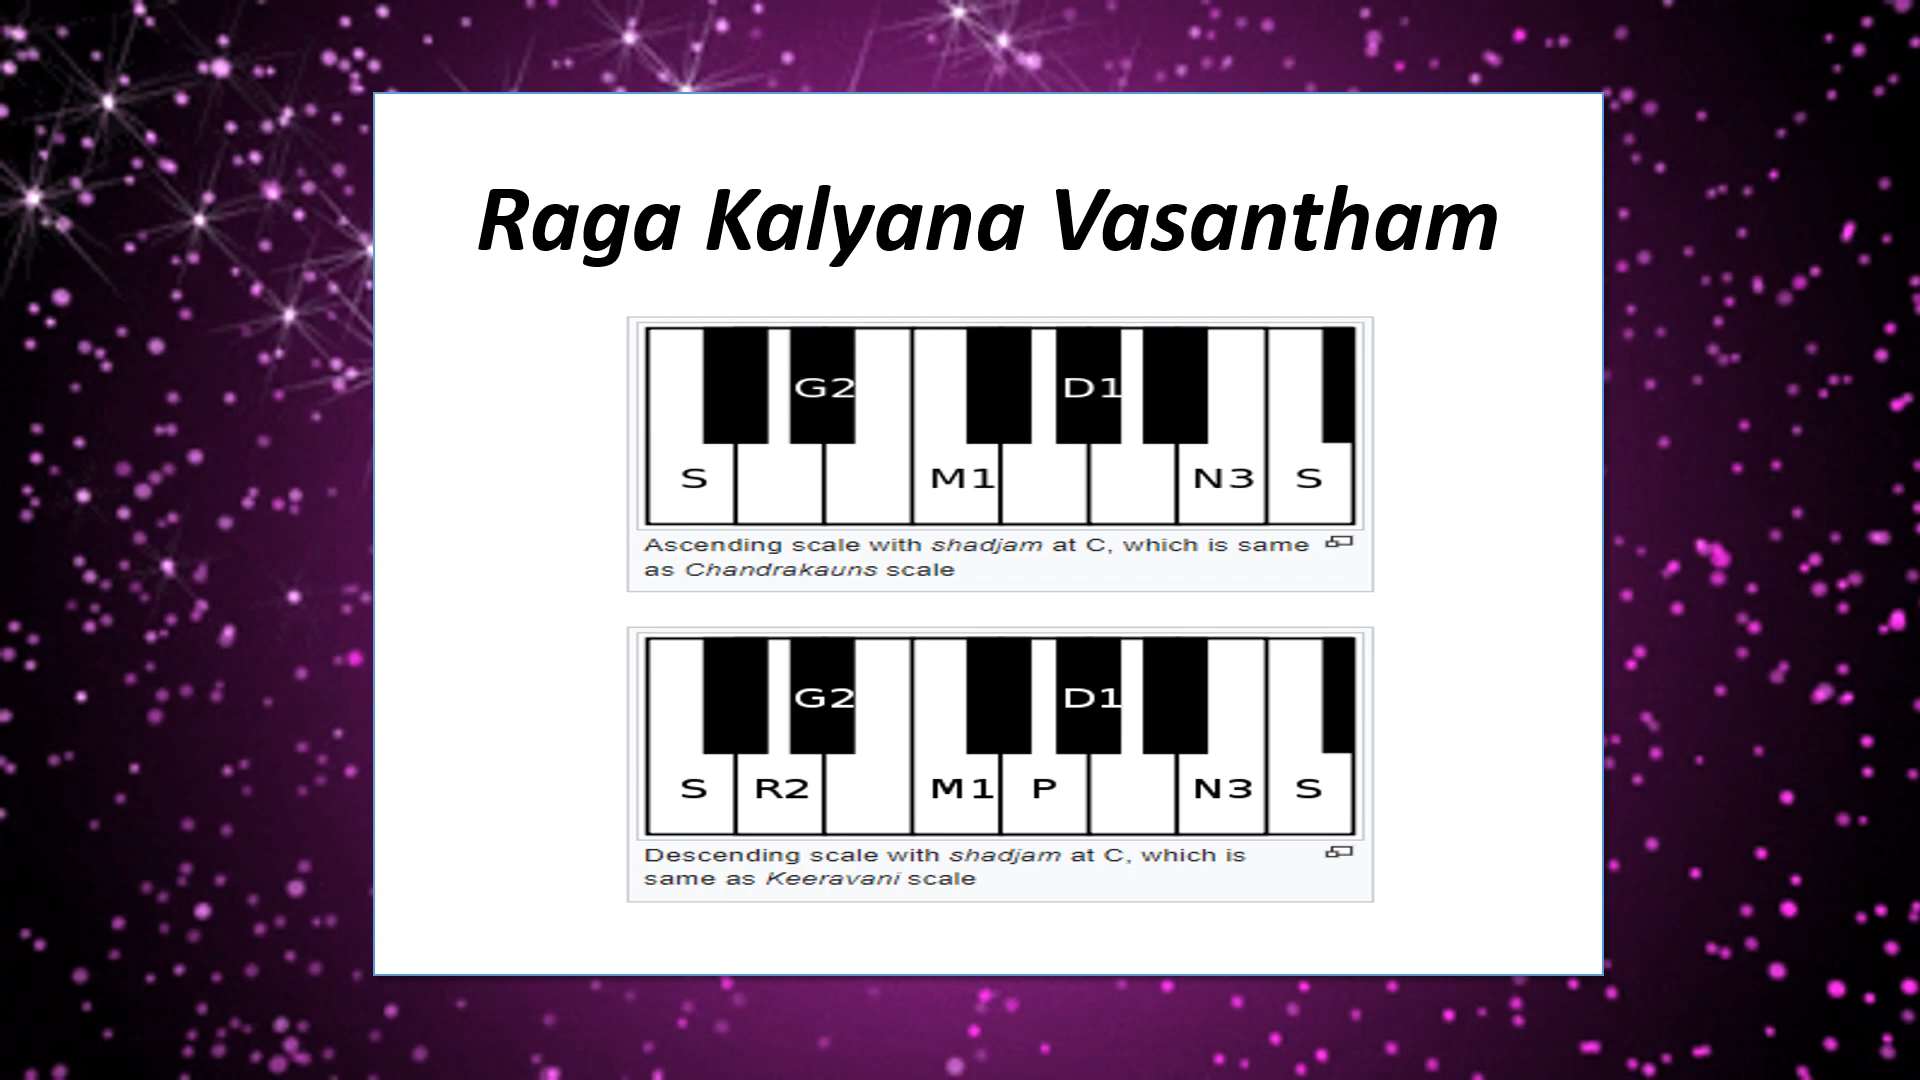 Raga Kalyana Vasantham
G2 D1
S M1 N3 S
Ascending scale with shadjam at C, which is same
as Chandrakauns scale
G2 D1
S R2 M1 P N3 S
Descending scale with shadjam at C, which is
same as Keeravani scale